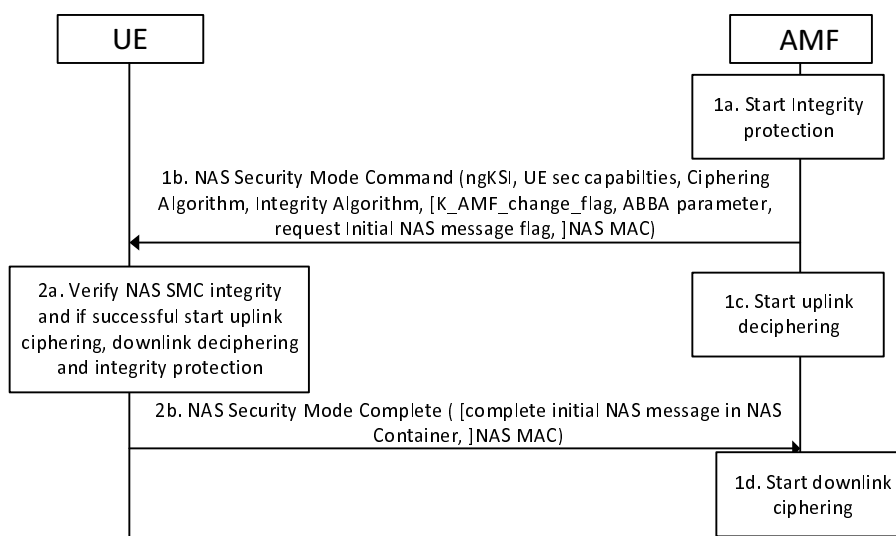 UE
AMF
1a. Start Integrity
protection
1b. NAS Security Mode Command (ngKSI, UE sec capabilties, Ciphering
Algorithm, Integrity Algorithm, [K_AMF_change_flag, ABBA parameter,
request Initial NAS message flag, ]NAS MAC)
2a. Verify NAS SMC integrity
and if successful start uplink
ciphering, downlink deciphering
and integrity protection
1c. Start uplink
deciphering
2b. NAS Security Mode Complete ( [complete initial NAS message in NAS
Container, ]NAS MAC)
1d. Start downlink
ciphering